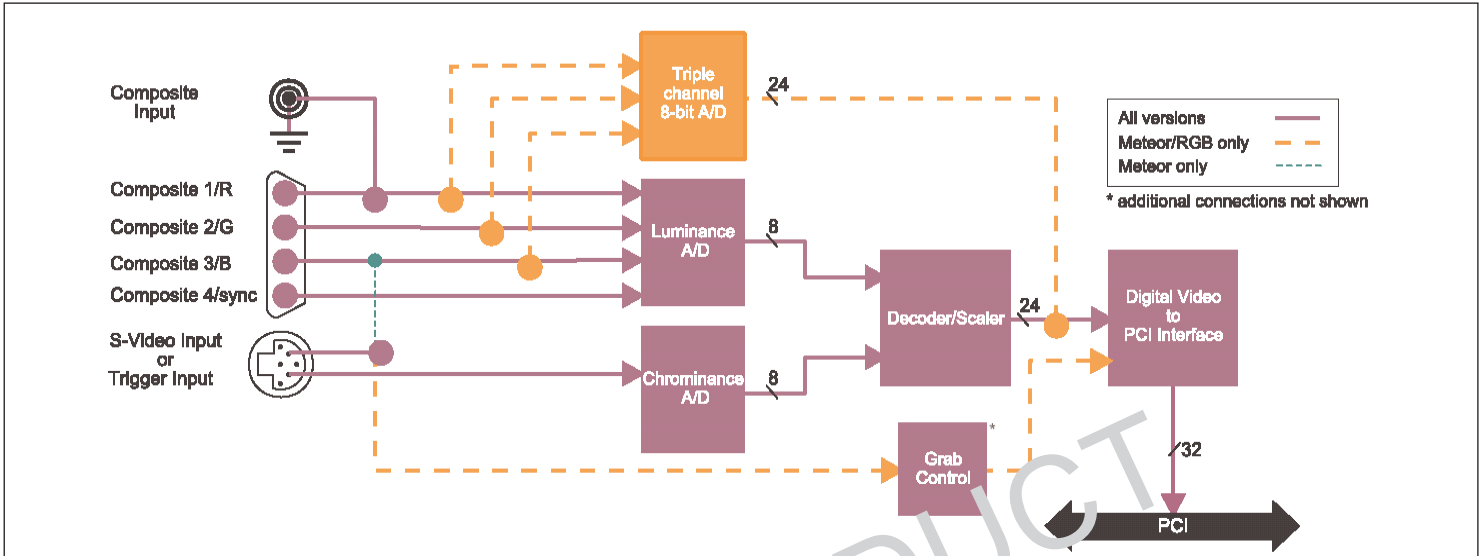 Composite
Input
Triple
channel
8-bit A/D
24
All versions
Meteor/RGB only
Meteor only
* additional connections not shown
Composite 1/R
Composite 2/G
Composite 3/B
Composite 4/sync
Luminance
A/D
8
S-Video Input
or
Trigger Input
Chrominance
A/D
8
Decoder/Scaler
24
Digital Video
to
PCI Interface
Grab
Control
*
32
PCI
DUCT